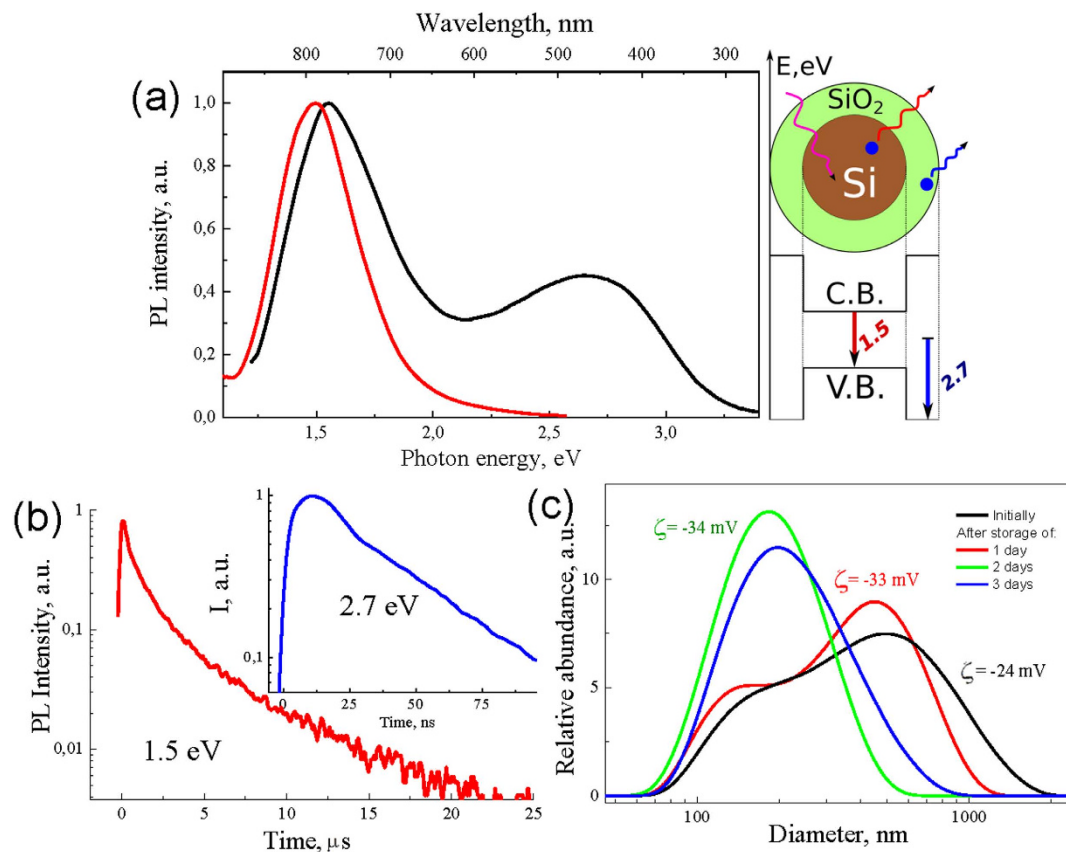 Wavelength, nm
800 700 600 500 400 300
(a)
1,0
0,8
0,6
0,4
0,2
0,0
PL intensity, a.u.
1,5 2,0 2,5 3,0
Photon energy, eV
E,eV
SiO₂
Si
C.B.
1.5
V.B.
2.7
(b)
1
0,1
0,01
PL Intensity, a.u.
1.5 eV
0 5 10 15 20 25
Time, μs
1
0,1
I, a.u.
2.7 eV
0 25 50 75
Time, ns
(c)
10
5
0
Relative abundance, a.u.
ζ= -34 mV
ζ= -33 mV
ζ= -24 mV
Initially
After storage of:
1 day
2 days
3 days
100 1000
Diameter, nm